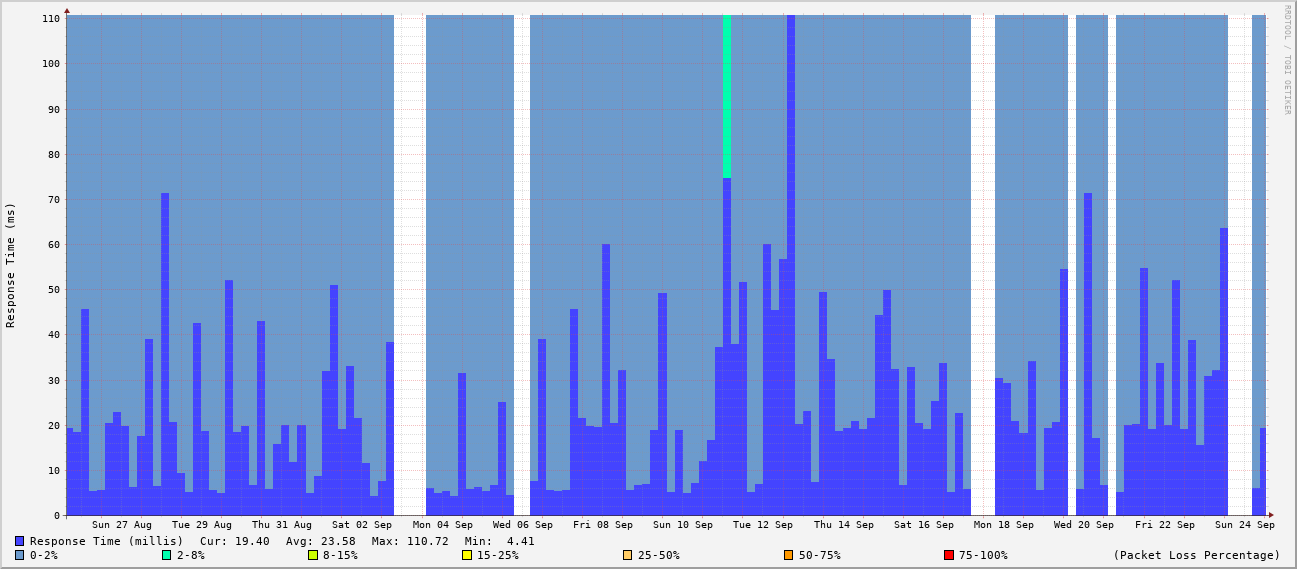 RRDTOOL / TOBI OETIKER
Response Time (ms)
110
100
90
80
70
60
50
40
30
20
10
0
Sun 27 Aug Tue 29 Aug Thu 31 Aug Sat 02 Sep Mon 04 Sep Wed 06 Sep Fri 08 Sep Sun 10 Sep Tue 12 Sep Thu 14 Sep Sat 16 Sep Mon 18 Sep Wed 20 Sep Fri 22 Sep Sun 24 Sep
Response Time (millis) Cur: 19.40 Avg: 23.58 Max: 110.72 Min: 4.41
0-2% 2-8% 8-15% 15-25% 25-50% 50-75% 75-100% (Packet Loss Percentage)